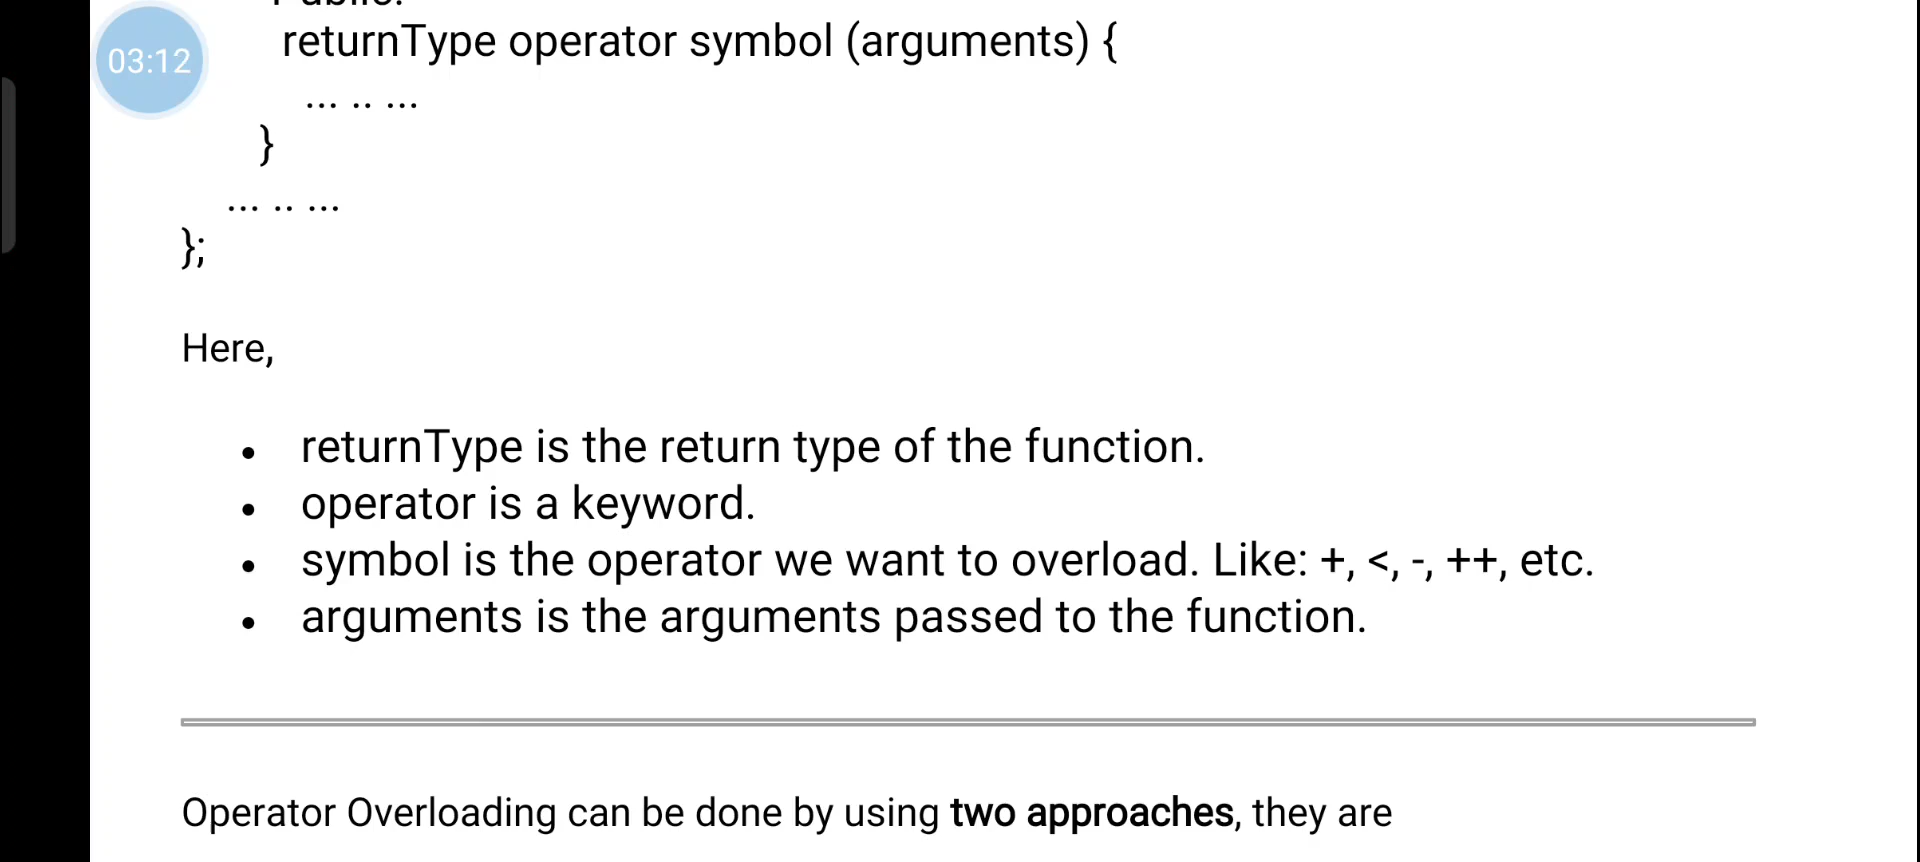 Public:
03:12
returnType operator symbol (arguments) {
... .. ...
}
... .. ...
};
Here,
• returnType is the return type of the function.
• operator is a keyword.
• symbol is the operator we want to overload. Like: +, <, -, ++, etc.
• arguments is the arguments passed to the function.
Operator Overloading can be done by using two approaches, they are